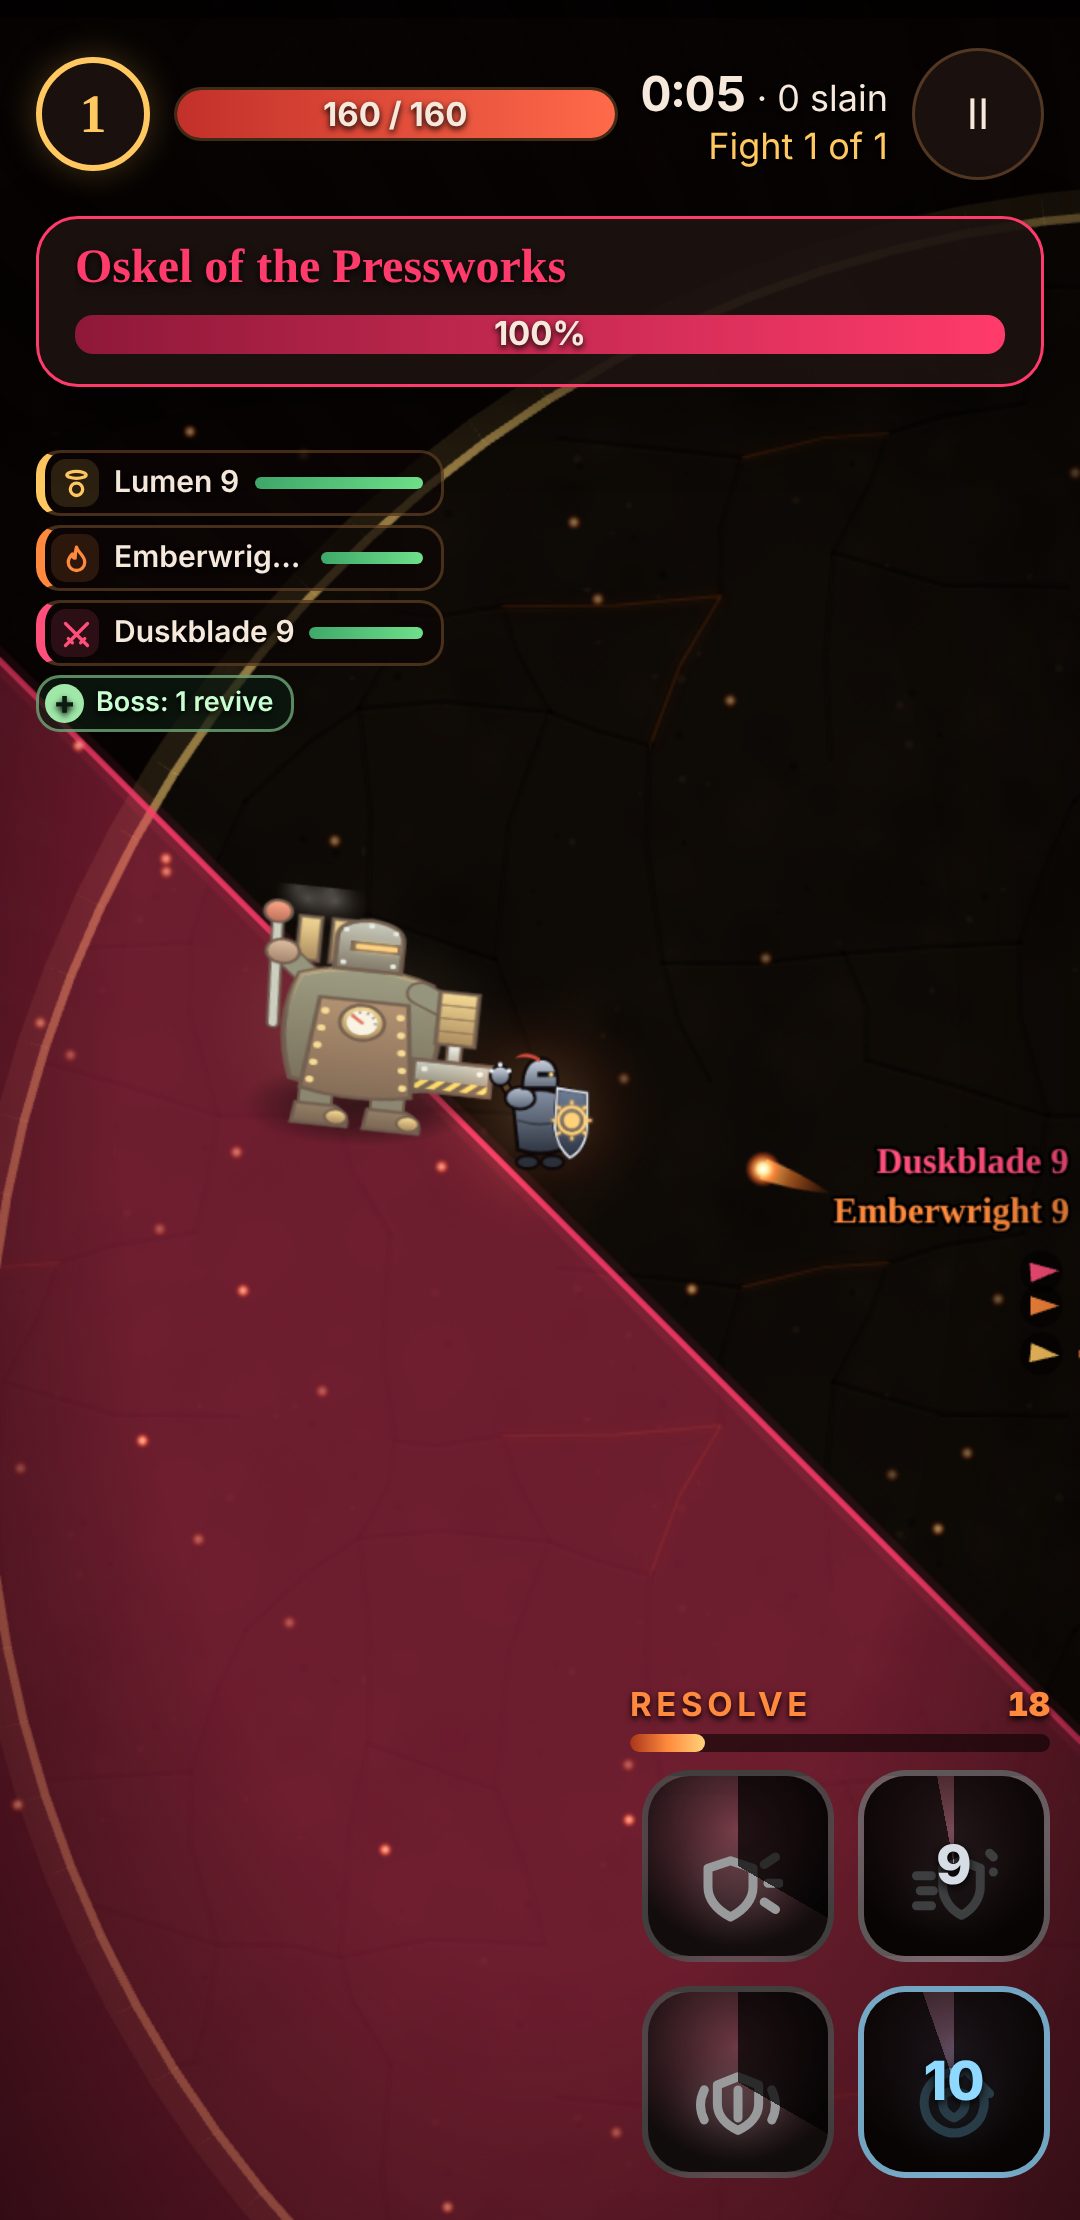 1
160 / 160
0:05 · 0 slain
Fight 1 of 1
Oskel of the Pressworks
100%
Lumen 9
Emberwrig...
Duskblade 9
Boss: 1 revive
Duskblade 9
Emberwright 9
RESOLVE 18
9
10